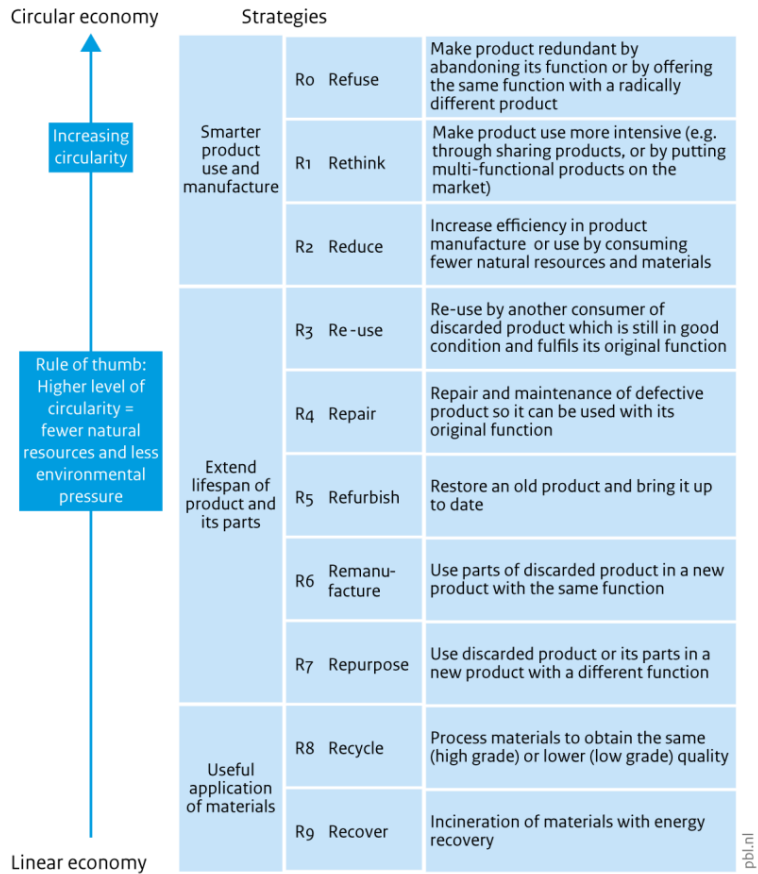 Circular economy
Strategies
Increasing
circularity
Rule of thumb:
Higher level of
circularity =
fewer natural
resources and less
environmental
pressure
Linear economy
Smarter
product
use and
manufacture
R0 Refuse
Make product redundant by
abandoning its function or by offering
the same function with a radically
different product
R1 Rethink
Make product use more intensive (e.g.
through sharing products, or by putting
multi-functional products on the
market)
R2 Reduce
Increase efficiency in product
manufacture or use by consuming
fewer natural resources and materials
Extend
lifespan of
product and
its parts
R3 Re-use
Re-use by another consumer of
discarded product which is still in good
condition and fulfils its original function
R4 Repair
Repair and maintenance of defective
product so it can be used with its
original function
R5 Refurbish
Restore an old product and bring it up
to date
R6 Remanu-
facture
Use parts of discarded product in a new
product with the same function
R7 Repurpose
Use discarded product or its parts in a
new product with a different function
Useful
application
of materials
R8 Recycle
Process materials to obtain the same
(high grade) or lower (low grade) quality
R9 Recover
Incineration of materials with energy
recovery
pbl.nl